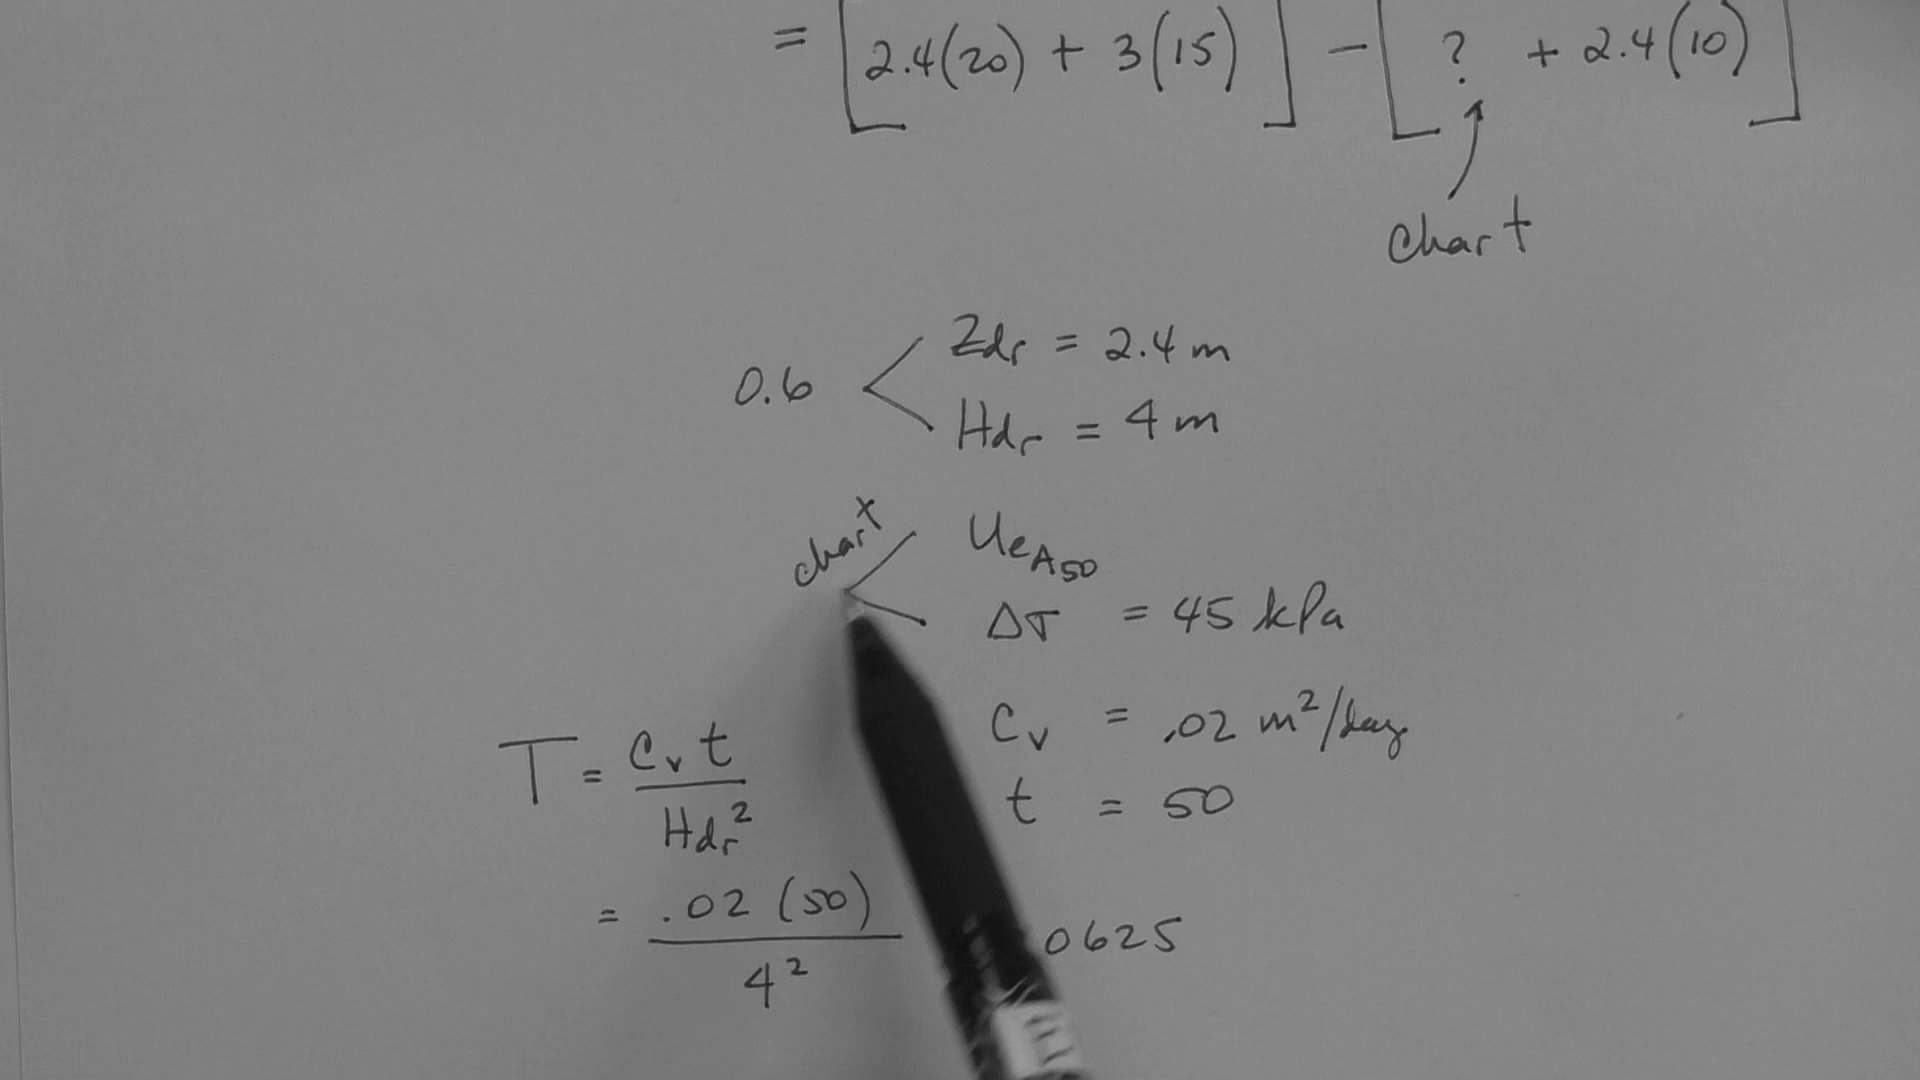 = [2.4(20) + 3(15)] - [? + 2.4(10)]
chart
0.6 < Zdr = 2.4 m
Hdr = 4 m
chart < UeA50
Δσ = 45 kPa
Cv = .02 m²/day
t = 50
T = Cv t / Hdr²
= .02 (50) / 4² 0625